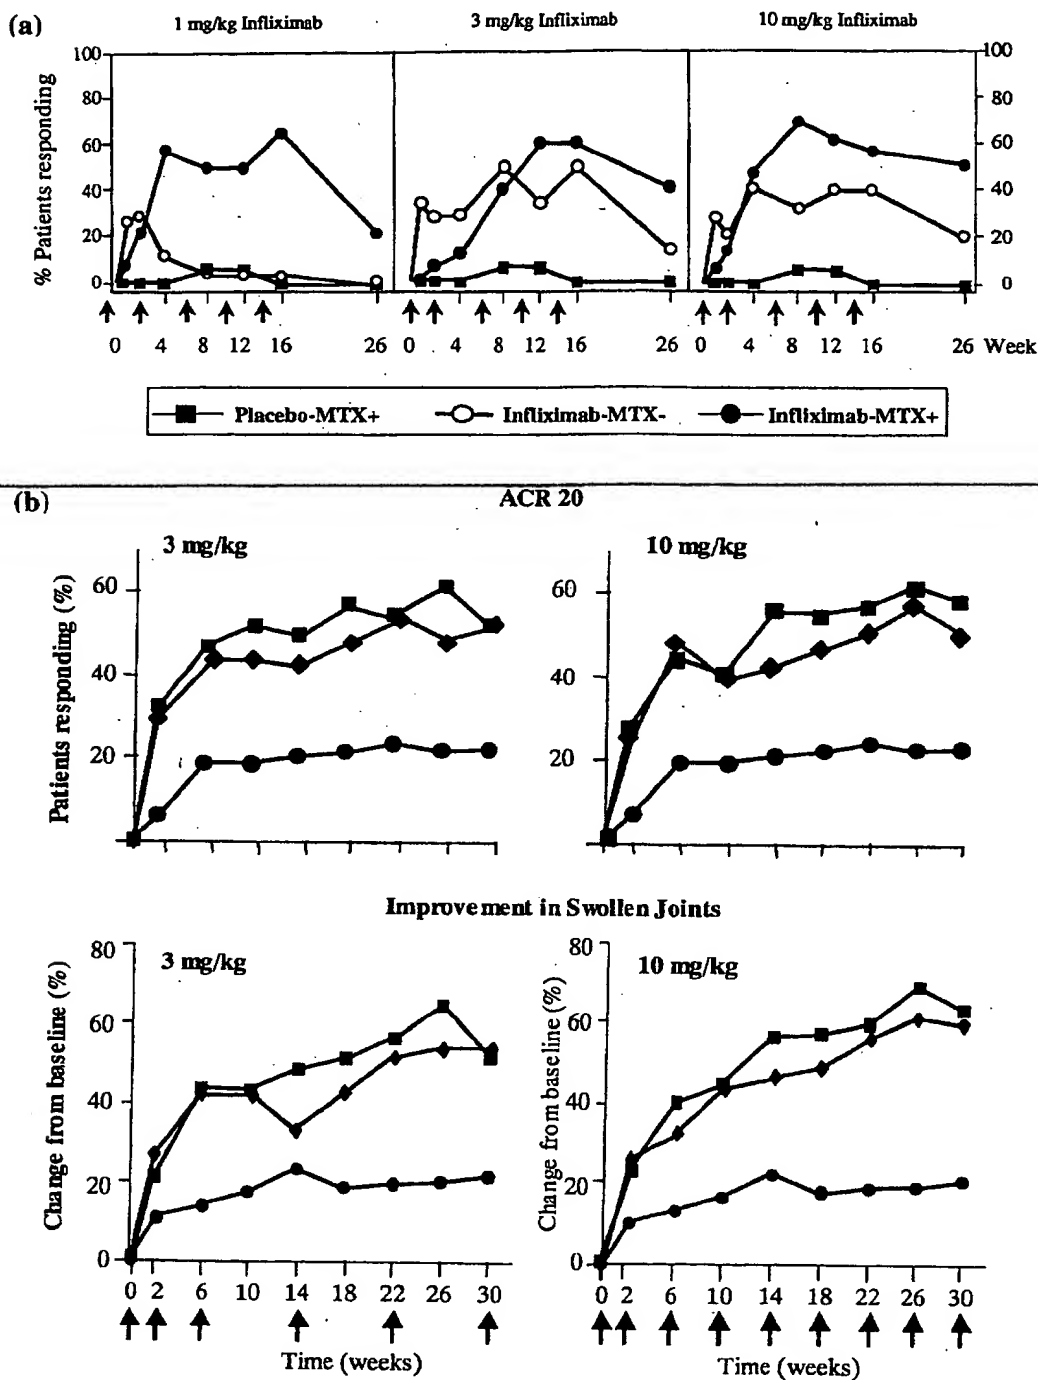 (a)
1 mg/kg Infliximab 3 mg/kg Infliximab 10 mg/kg Infliximab
% Patients responding
100 100
80 80
60 60
40 40
20 20
0 0
0 4 8 12 16 26 0 4 8 12 16 26 0 4 8 12 16 26 Week
Placebo-MTX+ Infliximab-MTX- Infliximab-MTX+
(b)
ACR 20
3 mg/kg 10 mg/kg
Patients responding (%)
60 60
40 40
20 20
Improvement in Swollen Joints
3 mg/kg 10 mg/kg
Change from baseline (%) Change from baseline (%)
80 80
60 60
40 40
20 20
0 0
0 2 6 10 14 18 22 26 30 0 2 6 10 14 18 22 26 30
Time (weeks) Time (weeks)